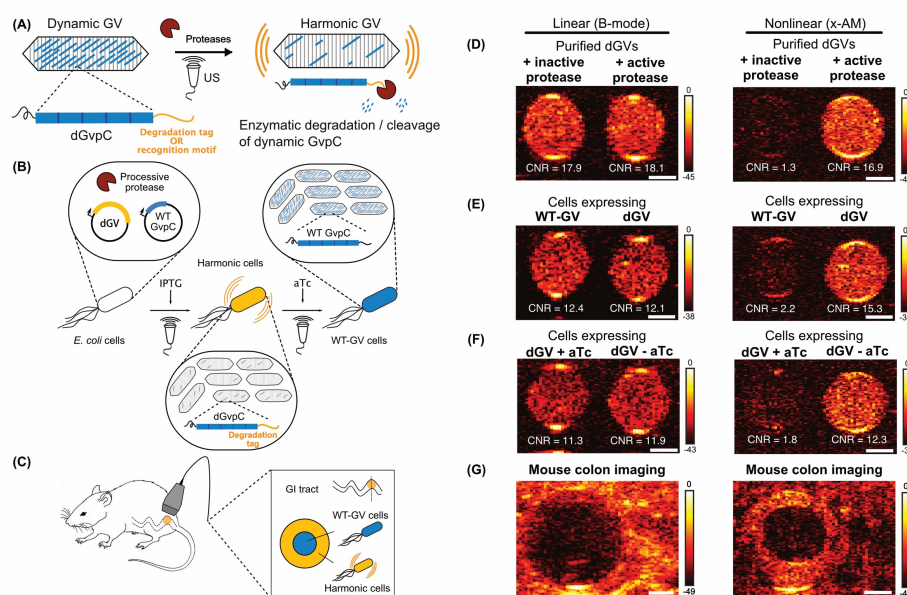 (A)
Dynamic GV
Proteases
US
Harmonic GV
dGvpC
Degradation tag
OR
recognition motif
Enzymatic degradation / cleavage
of dynamic GvpC
(B)
Processive
protease
dGV
WT
GvpC
WT GvpC
Harmonic cells
IPTG
aTc
E. coli cells
WT-GV cells
dGvpC
Degradation
tag
(C)
GI tract
WT-GV cells
Harmonic cells
Linear (B-mode)
Nonlinear (x-AM)
(D)
Purified dGVs
+ inactive
protease
+ active
protease
CNR = 17.9
CNR = 18.1
0
-45
Purified dGVs
+ inactive
protease
+ active
protease
CNR = 1.3
CNR = 16.9
0
(E)
Cells expressing
WT-GV
dGV
CNR = 12.4
CNR = 12.1
0
-38
Cells expressing
WT-GV
dGV
CNR = 2.2
CNR = 15.3
0
(F)
Cells expressing
dGV + aTc
dGV - aTc
CNR = 11.3
CNR = 11.9
0
-43
Cells expressing
dGV + aTc
dGV - aTc
CNR = 1.8
CNR = 12.3
0
(G)
Mouse colon imaging
0
-49
Mouse colon imaging
0